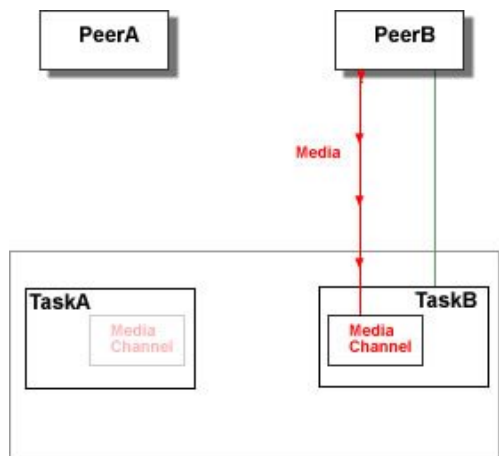 PeerA
PeerB
Media
TaskA
TaskB
Media
Channel
Media
Channel